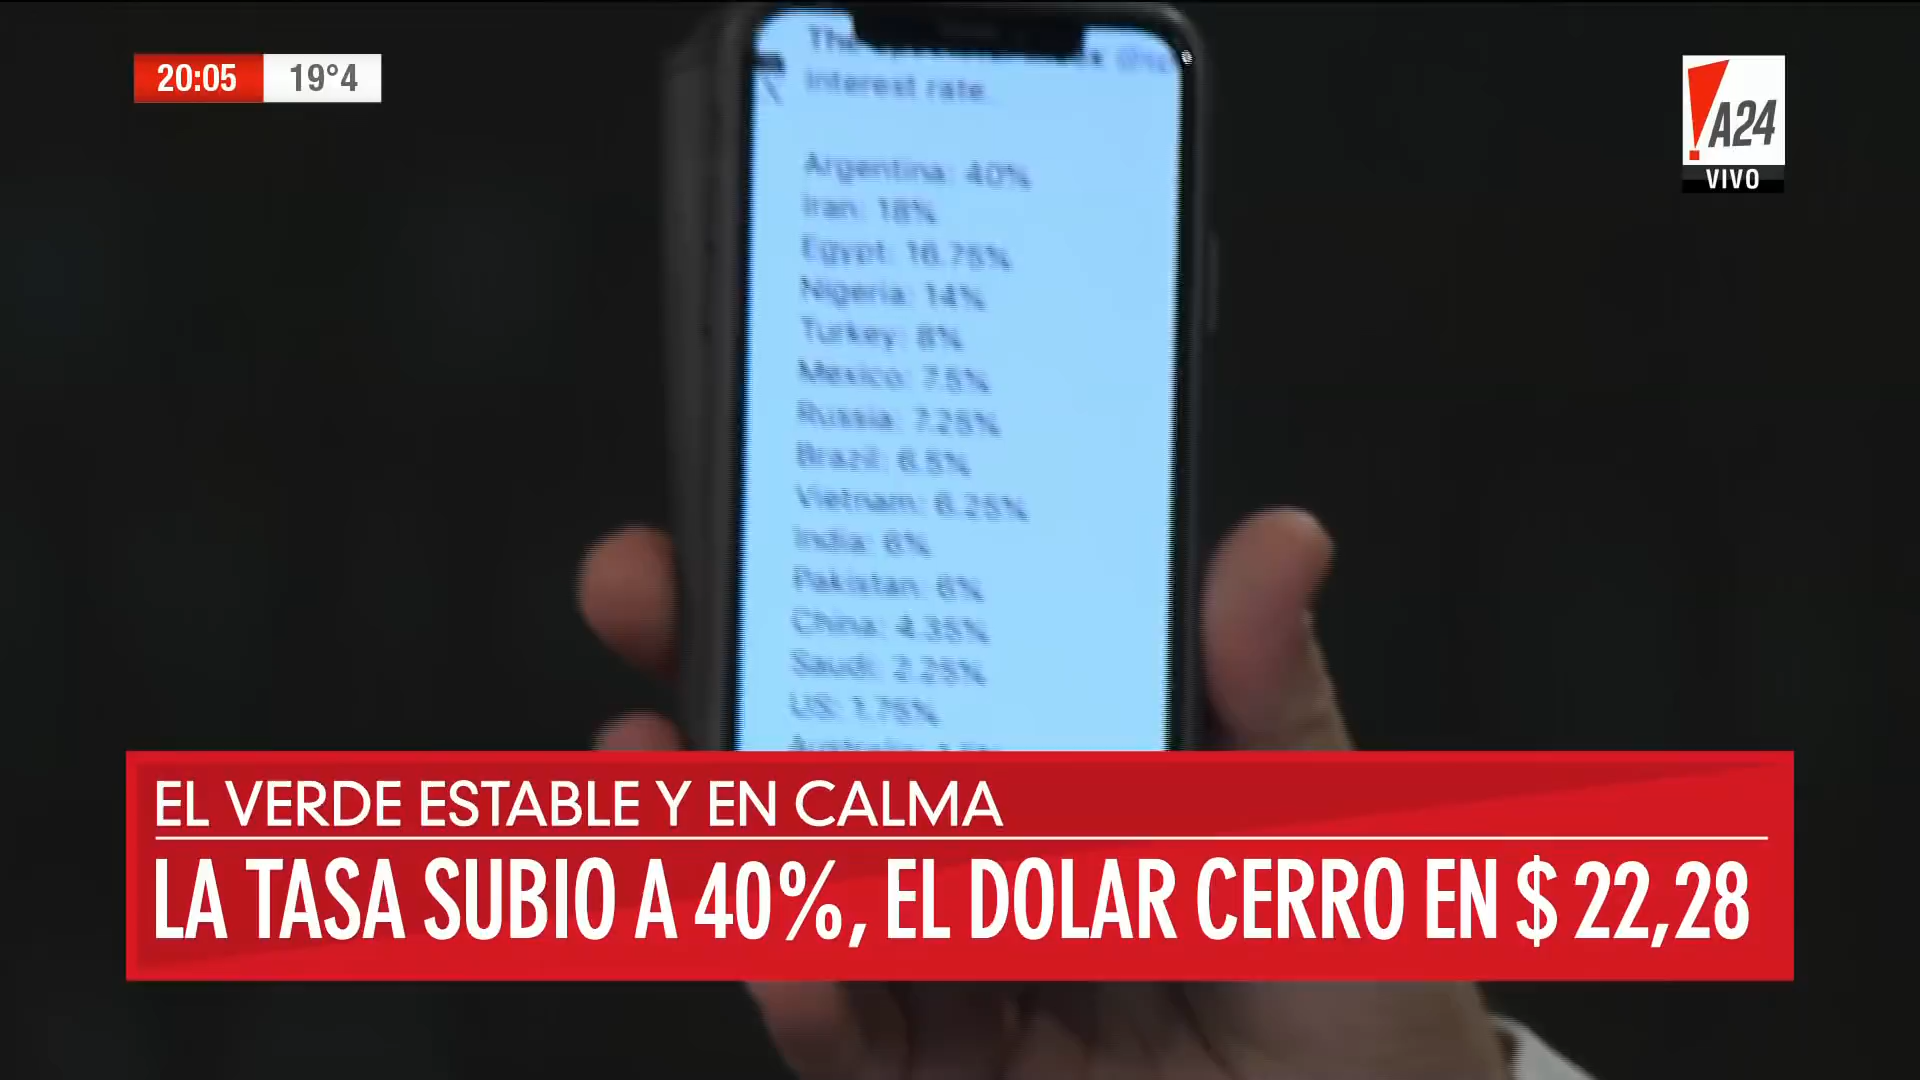 20:05 19°4
A24
VIVO
The
interest rate.
Argentina: 40%
Iran: 18%
Egypt: 16.75%
Nigeria: 14%
Turkey: 8%
Mexico: 7.5%
Russia: 7.25%
Brazil: 6.5%
Vietnam: 6.25%
India: 6%
Pakistan: 6%
China: 4.35%
Saudi: 2.25%
US: 1.75%
EL VERDE ESTABLE Y EN CALMA
LA TASA SUBIO A 40%, EL DOLAR CERRO EN $ 22,28